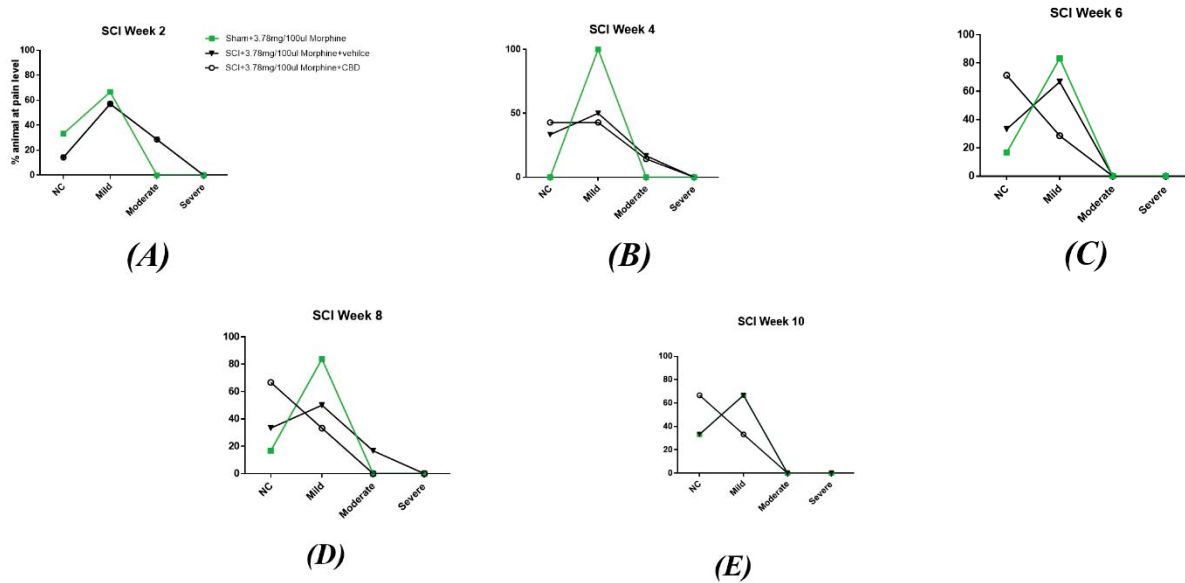 SCI Week 2
% animal at pain level
100
80
60
40
20
0
NC
Mild
Moderate
Severe
Sham+3.78mg/100ul Morphine
SCI+3.78mg/100ul Morphine+vehilce
SCI+3.78mg/100ul Morphine+CBD
(A)
SCI Week 4
100
50
0
NC
Mild
Moderate
Severe
(B)
SCI Week 6
100
80
60
40
20
0
NC
Mild
Moderate
Severe
(C)
SCI Week 8
100
80
60
40
20
0
NC
Mild
Moderate
Severe
(D)
SCI Week 10
100
80
60
40
20
0
NC
Mild
Moderate
Severe
(E)